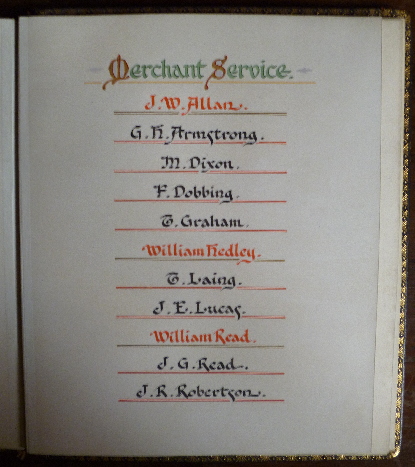 Merchant Service.
J. W. Allan.
G. H. Armstrong.
M. Dixon.
F. Dobbing.
T. Graham.
William Hedley.
T. Laing.
J. E. Lucas.
William Read.
J. G. Read.
J. R. Robertson.